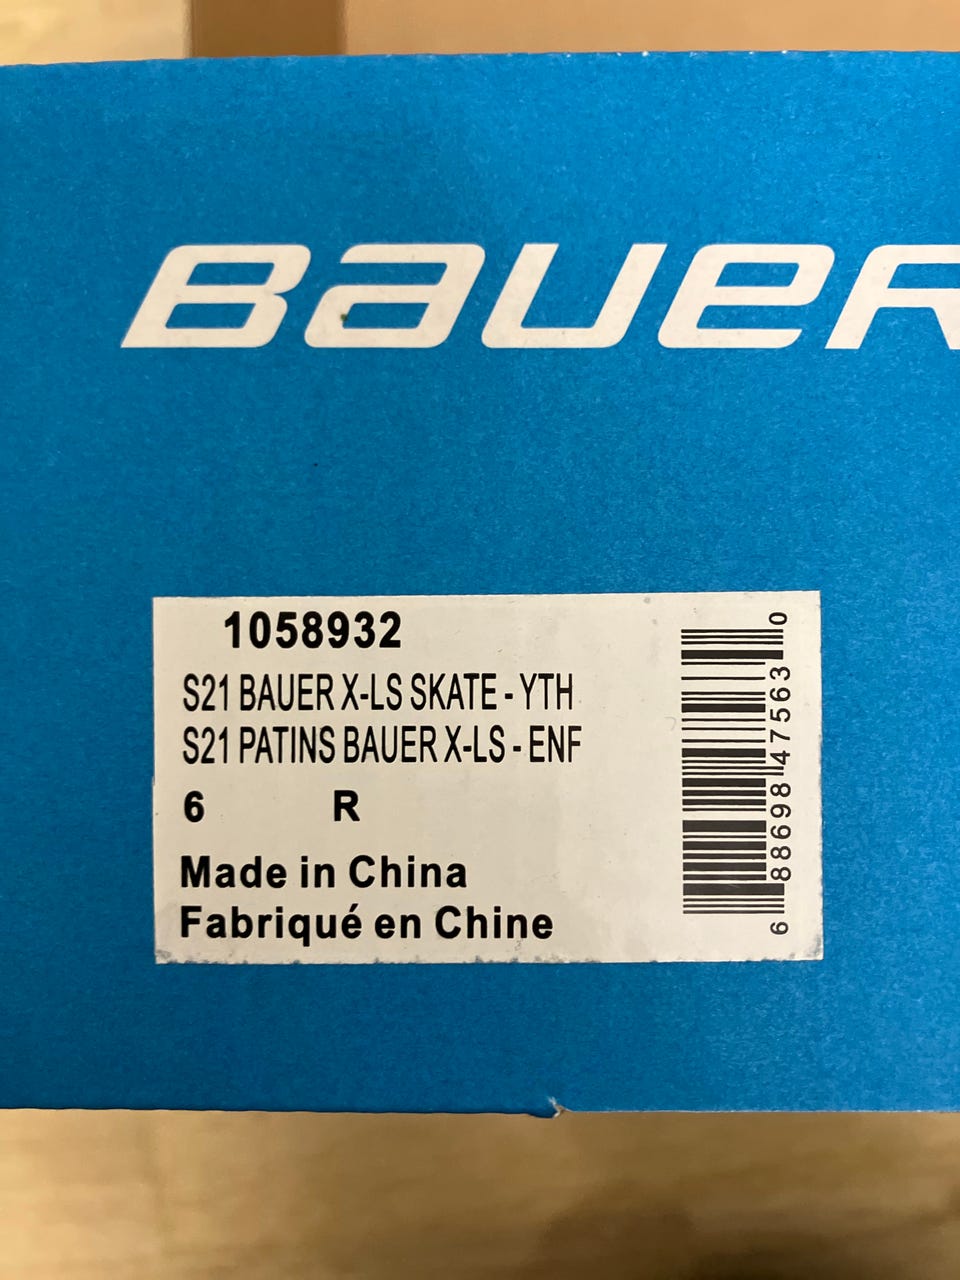 BAUER
1058932
S21 BAUER X-LS SKATE - YTH
S21 PATINS BAUER X-LS - ENF
6 R
Made in China
Fabriqué en Chine
6 88698 47563 0